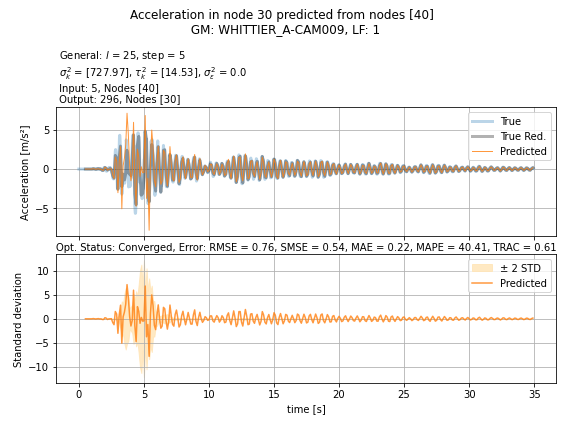 Acceleration in node 30 predicted from nodes [40]
GM: WHITTIER_A-CAM009, LF: 1
General: l = 25, step = 5
σ²ₖ = [727.97], τ²ₖ = [14.53], σ²ₑ = 0.0
Input: 5, Nodes [40]
Output: 296, Nodes [30]
Acceleration [m/s²]
5
0
−5
True
True Red.
Predicted
Opt. Status: Converged, Error: RMSE = 0.76, SMSE = 0.54, MAE = 0.22, MAPE = 40.41, TRAC = 0.61
Standard deviation
10
5
0
−5
−10
± 2 STD
Predicted
0 5 10 15 20 25 30 35
time [s]